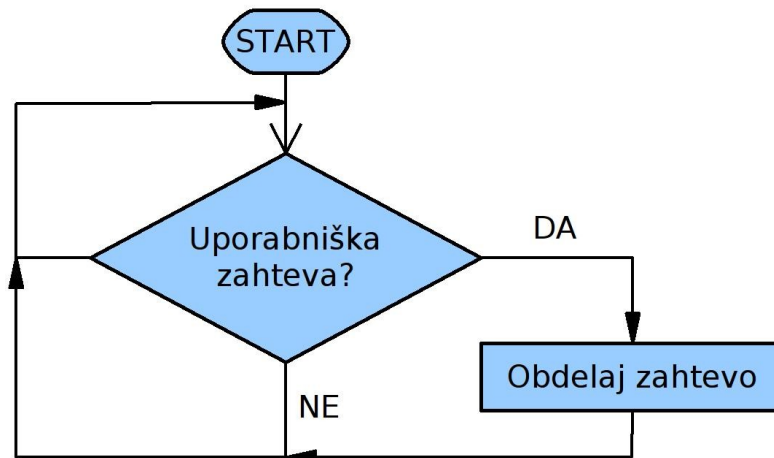 START
Uporabniška
zahteva?
DA
Obdelaj zahtevo
NE